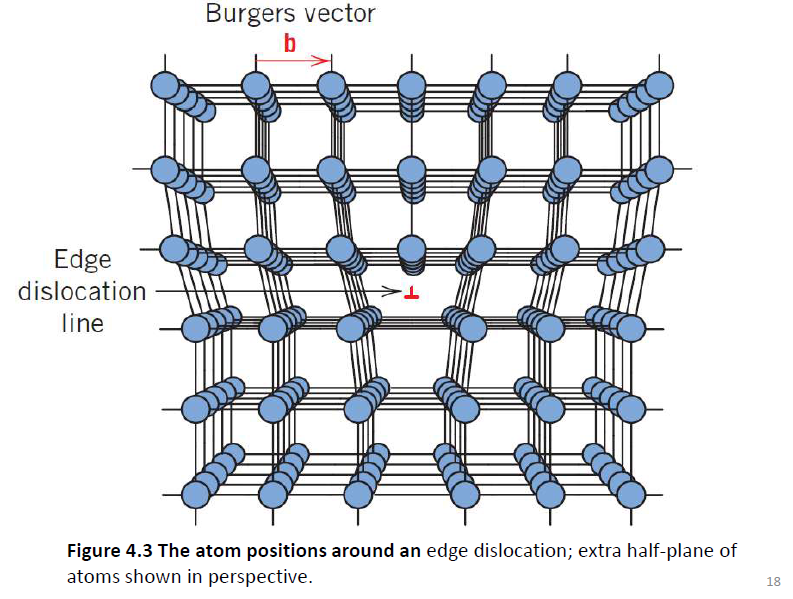 Burgers vector
b
Edge
dislocation
line
⊥
Figure 4.3 The atom positions around an edge dislocation; extra half-plane of
atoms shown in perspective.
18